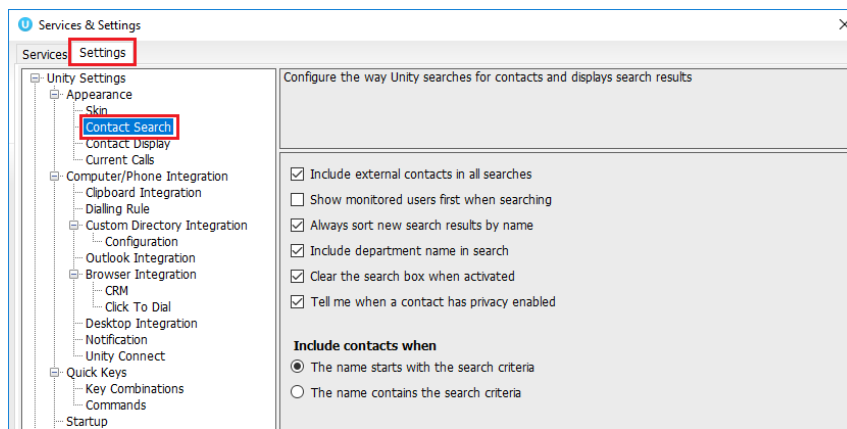 Services & Settings
Services
Settings
Unity Settings
Appearance
Skin
Contact Search
Contact Display
Current Calls
Computer/Phone Integration
Clipboard Integration
Dialling Rule
Custom Directory Integration
Configuration
Outlook Integration
Browser Integration
CRM
Click To Dial
Desktop Integration
Notification
Unity Connect
Quick Keys
Key Combinations
Commands
Startup
Configure the way Unity searches for contacts and displays search results
Include external contacts in all searches
Show monitored users first when searching
Always sort new search results by name
Include department name in search
Clear the search box when activated
Tell me when a contact has privacy enabled
Include contacts when
The name starts with the search criteria
The name contains the search criteria